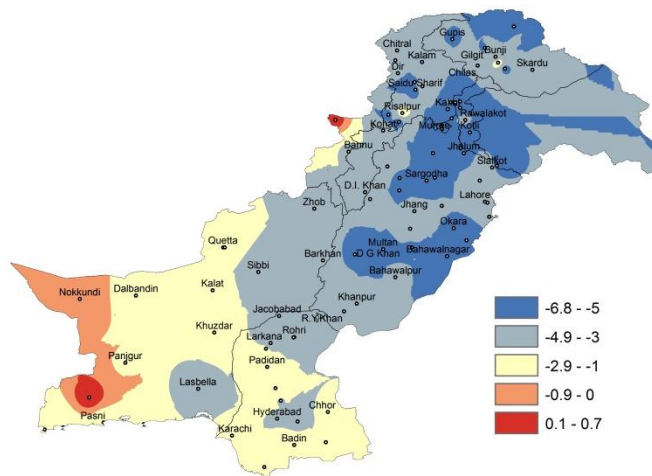 Gupis
Chitral
Kalam
Gilgit
Bunji
Skardu
Dir
Chilas
Saidu Sharif
Risalpur
Rawalakot
Kohat
Kotli
Bannu
Jhelum
Sialkot
Sargodha
D.I. Khan
Lahore
Zhob
Jhang
Okara
Quetta
Multan
Barkhan
D G Khan
Bahawalnagar
Sibbi
Bahawalpur
Nokkundi
Dalbandin
Kalat
Khanpur
Jacobabad
R.Y.Khan
Khuzdar
Rohri
Larkana
Padidan
Panjgur
Lasbella
Pasni
Hyderabad
Chhor
Karachi
Badin
-6.8 - -5
-4.9 - -3
-2.9 - -1
-0.9 - 0
0.1 - 0.7